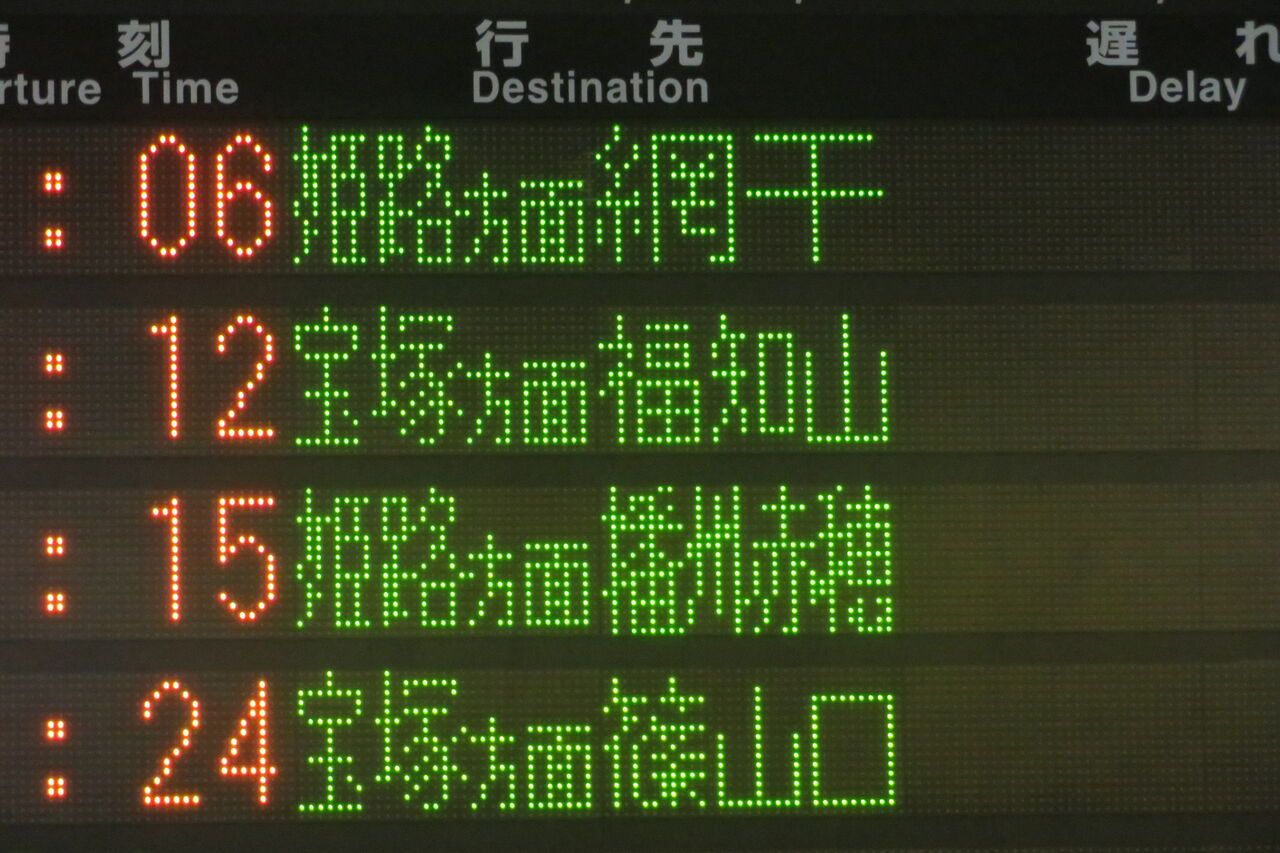 時刻 行先 遅れ
rture Time Destination Delay
:06 姫路方面網干
:12 宝塚方面福知山
:15 姫路方面播州赤穂
:24 宝塚方面篠山口